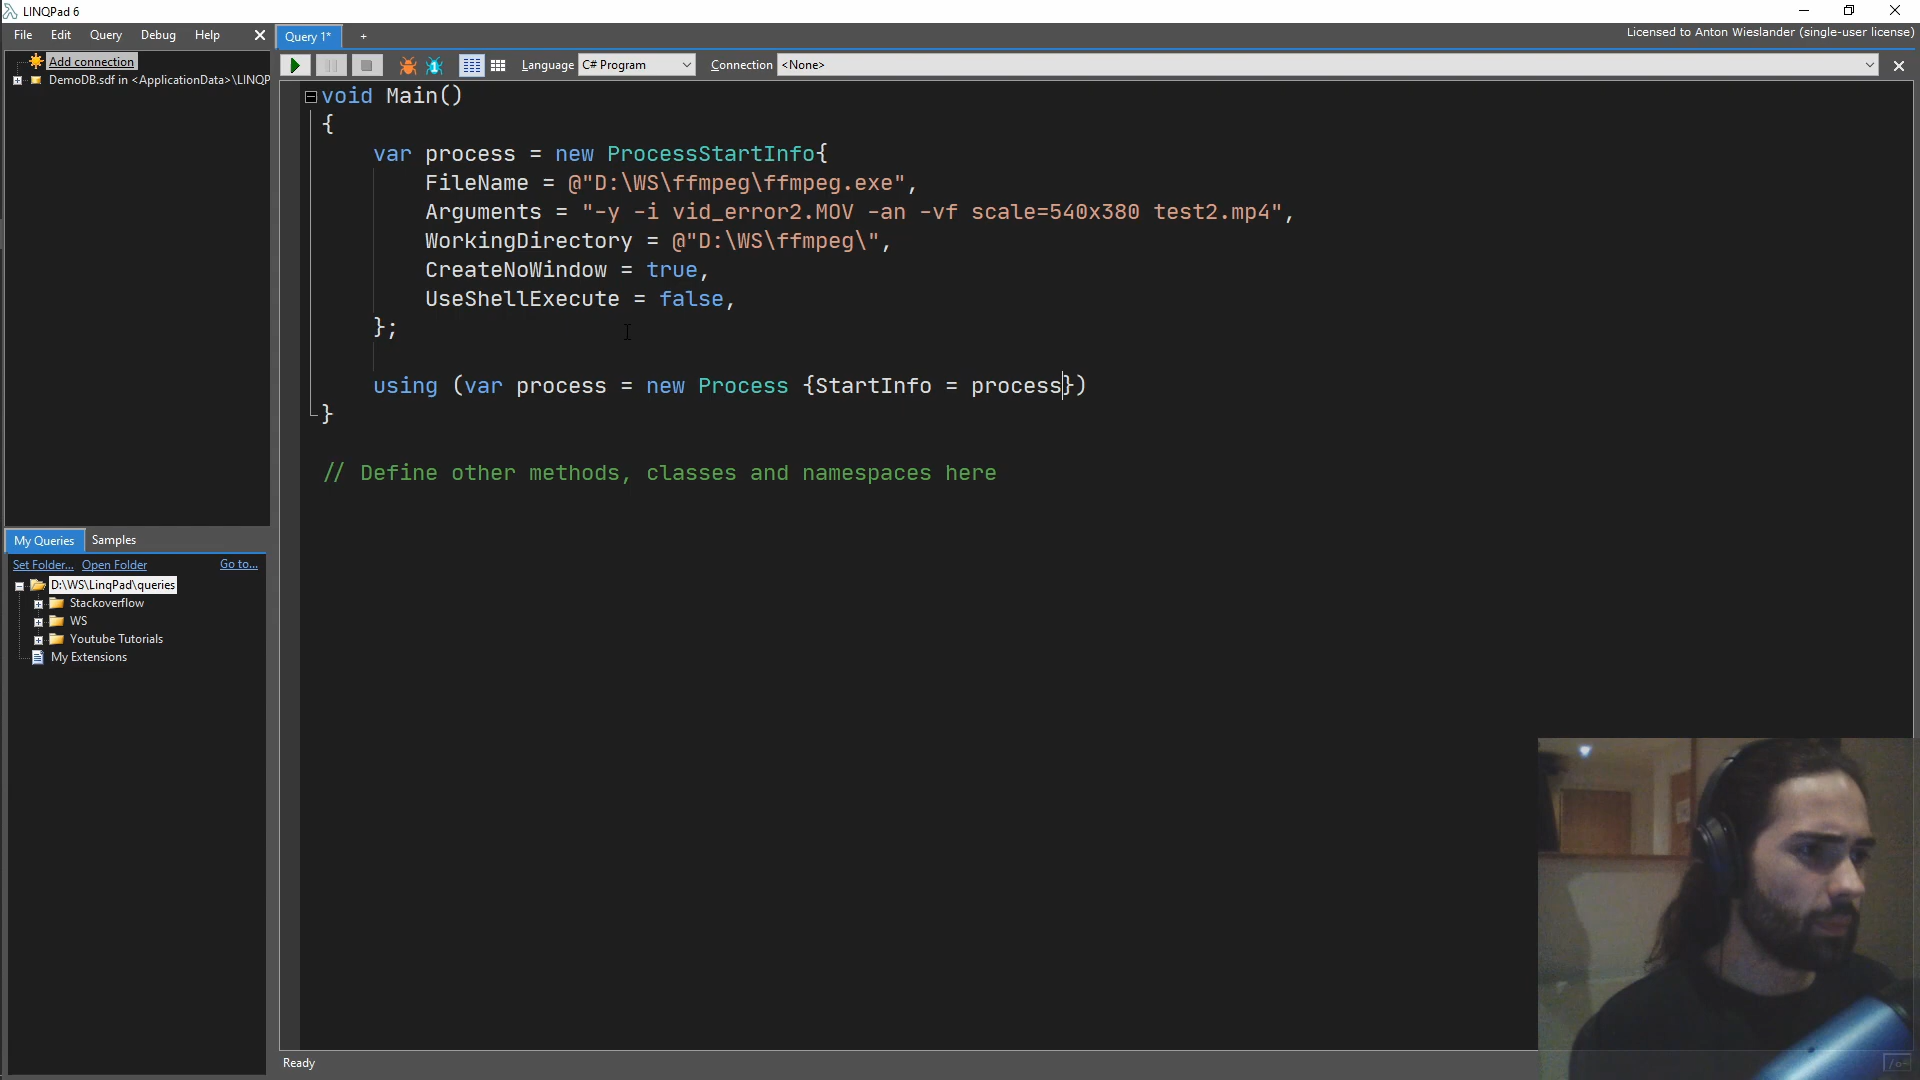 LINQPad 6
File Edit Query Debug Help
Query 1* +
Licensed to Anton Wieslander (single-user license)
Add connection
DemoDB.sdf in <ApplicationData>\LINQP
Language C# Program Connection <None>
void Main()
{
var process = new ProcessStartInfo{
FileName = @"D:\WS\ffmpeg\ffmpeg.exe",
Arguments = "-y -i vid_error2.MOV -an -vf scale=540x380 test2.mp4",
WorkingDirectory = @"D:\WS\ffmpeg\",
CreateNoWindow = true,
UseShellExecute = false,
};
using (var process = new Process {StartInfo = process})
}
// Define other methods, classes and namespaces here
My Queries Samples
Set Folder... Open Folder Go to...
D:\WS\LinqPad\queries
Stackoverflow
WS
Youtube Tutorials
My Extensions
Ready